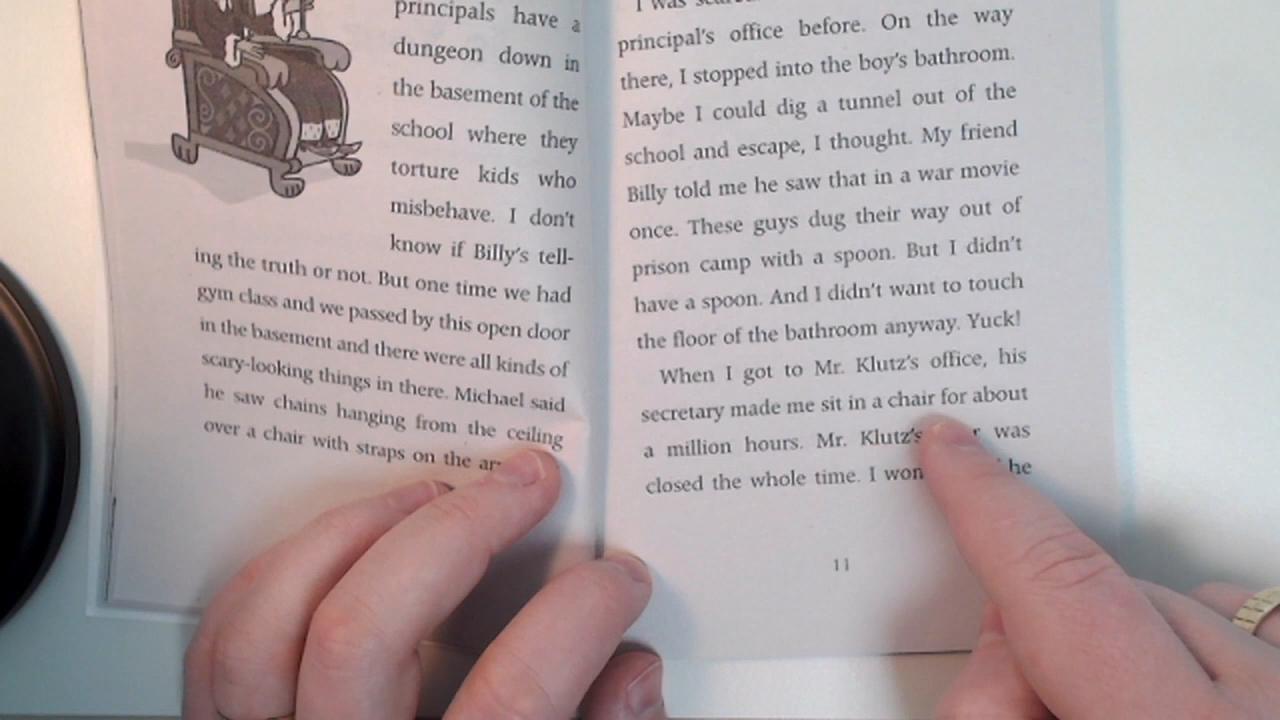 principals have a
dungeon down in
the basement of the
school where they
torture kids who
misbehave. I don't
know if Billy's tell-
ing the truth or not. But one time we had
gym class and we passed by this open door
in the basement and there were all kinds of
scary-looking things in there. Michael said
he saw chains hanging from the ceiling
over a chair with straps on the
I was
principal's office before. On the way
there, I stopped into the boy's bathroom.
Maybe I could dig a tunnel out of the
school and escape, I thought. My friend
Billy told me he saw that in a war movie
once. These guys dug their way out of
prison camp with a spoon. But I didn't
have a spoon. And I didn't want to touch
the floor of the bathroom anyway. Yuck!
When I got to Mr. Klutz's office, his
secretary made me sit in a chair for about
a million hours. Mr. Klutz's was
closed the whole time. I he
11